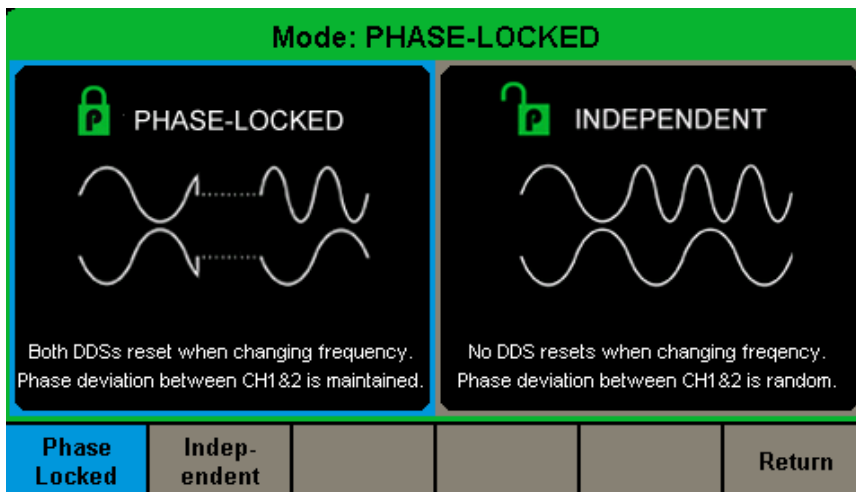 Mode: PHASE-LOCKED
P PHASE-LOCKED
Both DDSs reset when changing frequency.
Phase deviation between CH1&2 is maintained.
P INDEPENDENT
No DDS resets when changing freqency.
Phase deviation between CH1&2 is random.
Phase
Locked
Indep-
endent
Return